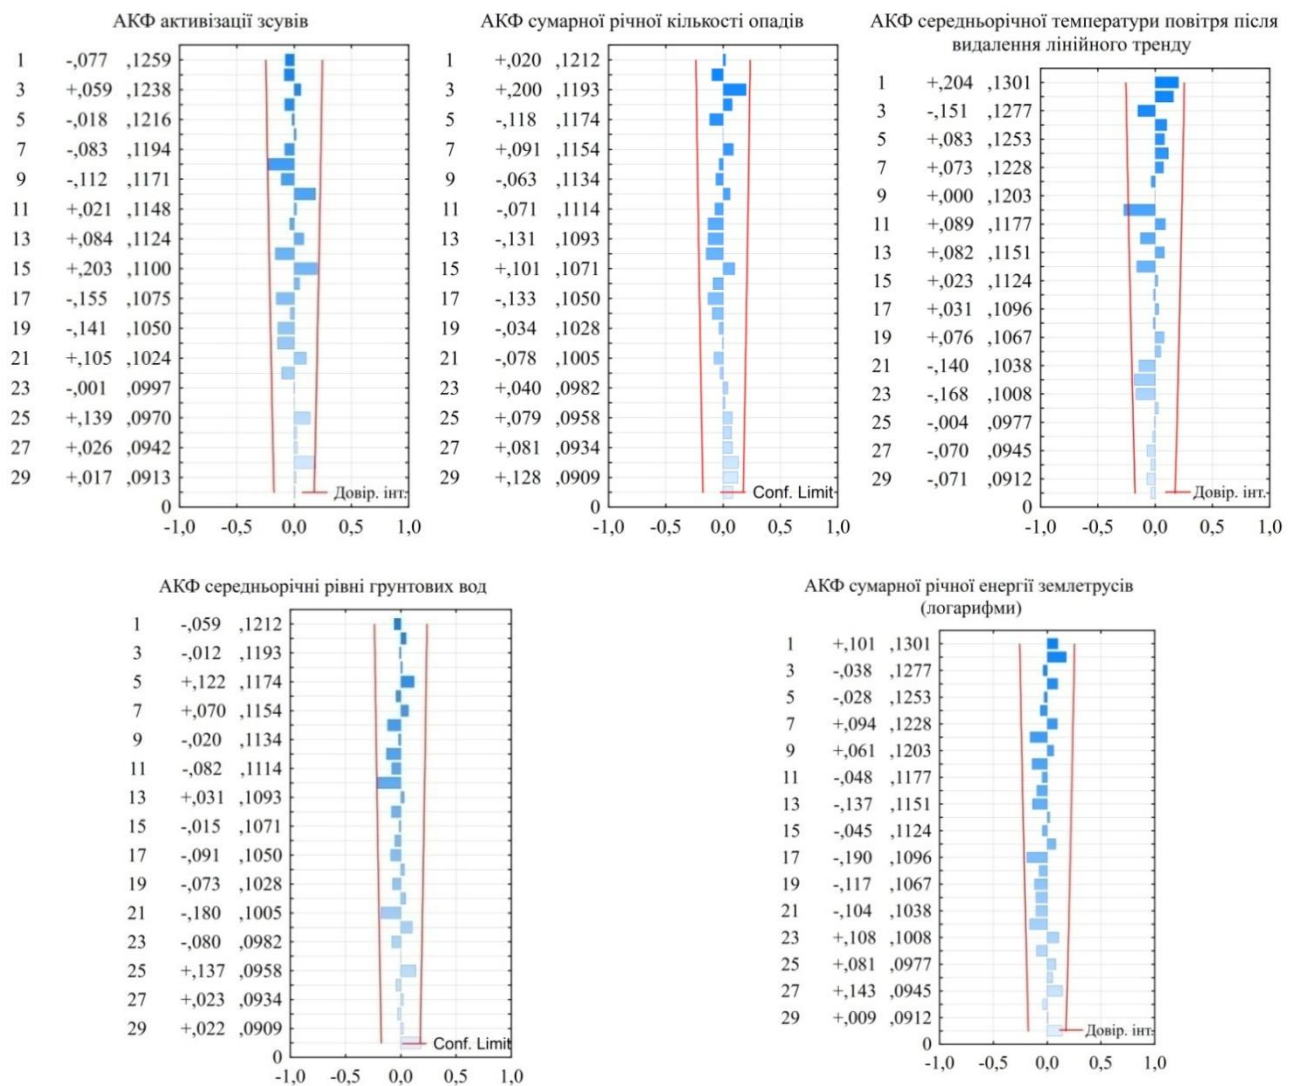 АКФ активізації зсувів
1 -,077 ,1259
3 +,059 ,1238
5 -,018 ,1216
7 -,083 ,1194
9 -,112 ,1171
11 +,021 ,1148
13 +,084 ,1124
15 +,203 ,1100
17 -,155 ,1075
19 -,141 ,1050
21 +,105 ,1024
23 -,001 ,0997
25 +,139 ,0970
27 +,026 ,0942
29 +,017 ,0913
Довір. інт.
0
-1,0 -0,5 0,0 0,5 1,0
АКФ сумарної річної кількості опадів
1 +,020 ,1212
3 +,200 ,1193
5 -,118 ,1174
7 +,091 ,1154
9 -,063 ,1134
11 -,071 ,1114
13 -,131 ,1093
15 +,101 ,1071
17 -,133 ,1050
19 -,034 ,1028
21 -,078 ,1005
23 +,040 ,0982
25 +,079 ,0958
27 +,081 ,0934
29 +,128 ,0909
Conf. Limit
0
-1,0 -0,5 0,0 0,5 1,0
АКФ середньорічної температури повітря після
видалення лінійного тренду
1 +,204 ,1301
3 -,151 ,1277
5 +,083 ,1253
7 +,073 ,1228
9 +,000 ,1203
11 +,089 ,1177
13 +,082 ,1151
15 +,023 ,1124
17 +,031 ,1096
19 +,076 ,1067
21 -,140 ,1038
23 -,168 ,1008
25 -,004 ,0977
27 -,070 ,0945
29 -,071 ,0912
Довір. інт.
0
-1,0 -0,5 0,0 0,5 1,0
АКФ середньорічні рівні грунтових вод
1 -,059 ,1212
3 -,012 ,1193
5 +,122 ,1174
7 +,070 ,1154
9 -,020 ,1134
11 -,082 ,1114
13 +,031 ,1093
15 -,015 ,1071
17 -,091 ,1050
19 -,073 ,1028
21 -,180 ,1005
23 -,080 ,0982
25 +,137 ,0958
27 +,023 ,0934
29 +,022 ,0909
Conf. Limit
0
-1,0 -0,5 0,0 0,5 1,0
АКФ сумарної річної енергії землетрусів
(логарифми)
1 +,101 ,1301
3 -,038 ,1277
5 -,028 ,1253
7 +,094 ,1228
9 +,061 ,1203
11 -,048 ,1177
13 -,137 ,1151
15 -,045 ,1124
17 -,190 ,1096
19 -,117 ,1067
21 -,104 ,1038
23 +,108 ,1008
25 +,081 ,0977
27 +,143 ,0945
29 +,009 ,0912
Довір. інт.
0
-1,0 -0,5 0,0 0,5 1,0